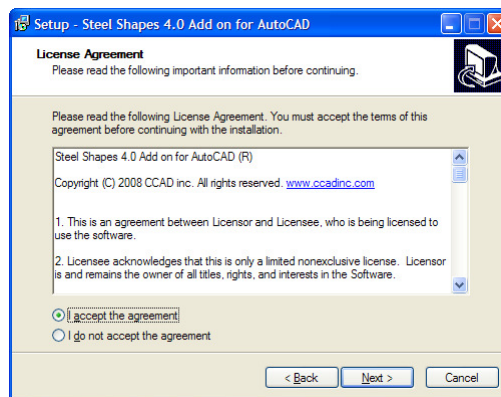 Setup - Steel Shapes 4.0 Add on for AutoCAD
License Agreement
Please read the following important information before continuing.
Please read the following License Agreement. You must accept the terms of this
agreement before continuing with the installation.
Steel Shapes 4.0 Add on for AutoCAD (R)
Copyright (C) 2008 CCAD inc. All rights reserved. www.ccadinc.com
1. This is an agreement between Licensor and Licensee, who is being licensed to
use the software.
2. Licensee acknowledges that this is only a limited nonexclusive license. Licensor
is and remains the owner of all titles, rights, and interests in the Software.
I accept the agreement
I do not accept the agreement
< Back
Next >
Cancel